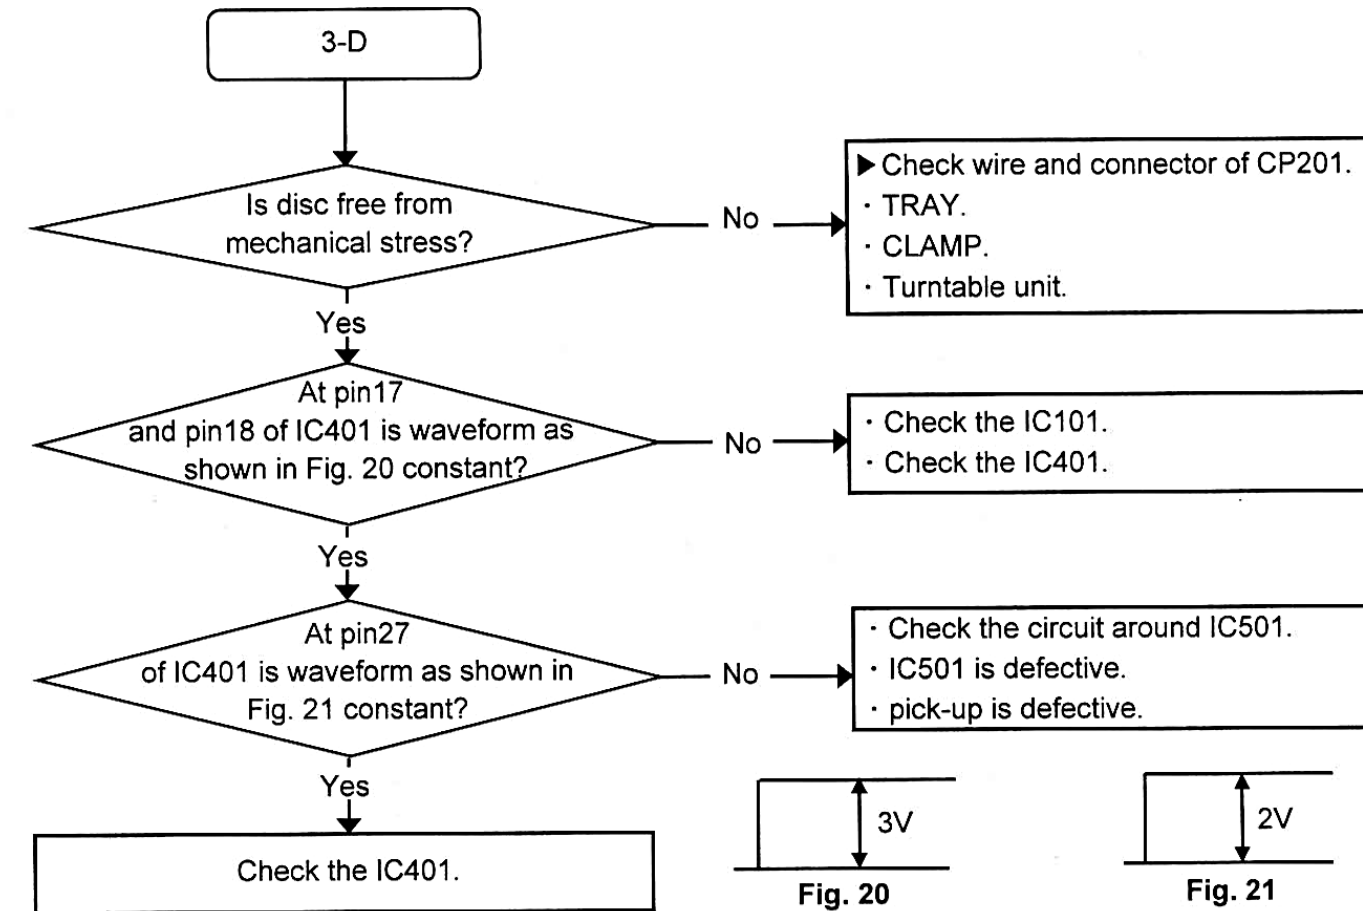 3-D
Is disc free from
mechanical stress?
No
▶ Check wire and connector of CP201.
· TRAY.
· CLAMP.
· Turntable unit.
Yes
At pin17
and pin18 of IC401 is waveform as
shown in Fig. 20 constant?
No
· Check the IC101.
· Check the IC401.
Yes
At pin27
of IC401 is waveform as shown in
Fig. 21 constant?
No
· Check the circuit around IC501.
· IC501 is defective.
· pick-up is defective.
Yes
Check the IC401.
3V
Fig. 20
2V
Fig. 21